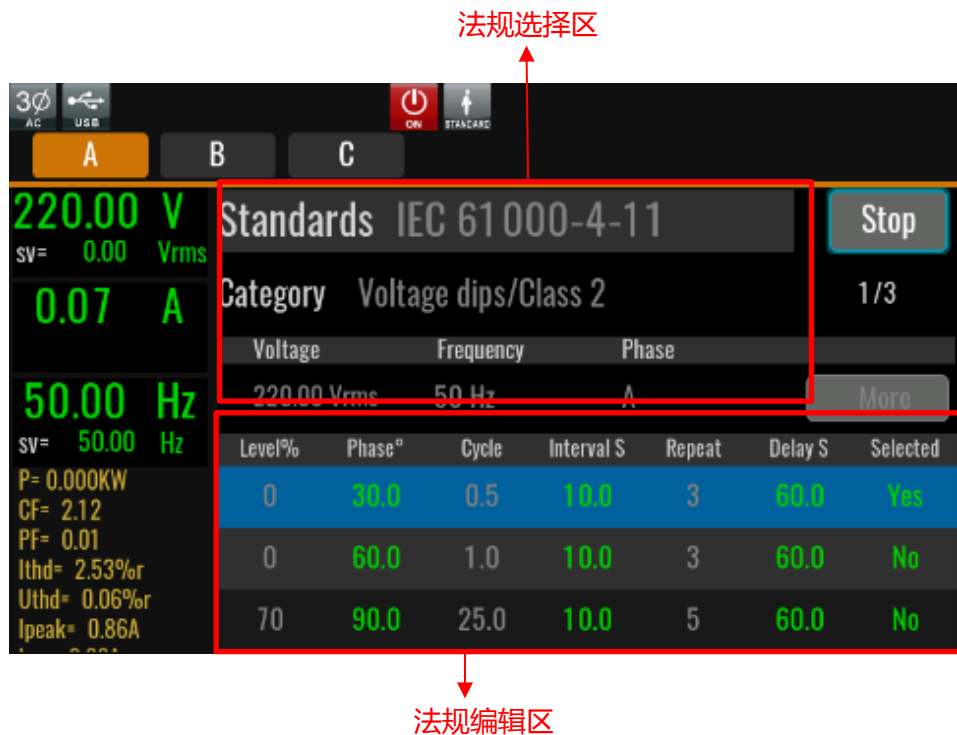 法规选择区
3Ø
AC
USB
ON
STANDARD
A B C
220.00 V
sv= 0.00 Vrms
0.07 A
50.00 Hz
sv= 50.00 Hz
P= 0.000KW
CF= 2.12
PF= 0.01
Ithd= 2.53%r
Uthd= 0.06%r
Ipeak= 0.86A
Standards IEC 61000-4-11
Stop
Category Voltage dips/Class 2
1/3
Voltage Frequency Phase
220.00 Vrms 50 Hz A
More
Level% Phase° Cycle Interval S Repeat Delay S Selected
0 30.0 0.5 10.0 3 60.0 Yes
0 60.0 1.0 10.0 3 60.0 No
70 90.0 25.0 10.0 5 60.0 No
法规编辑区